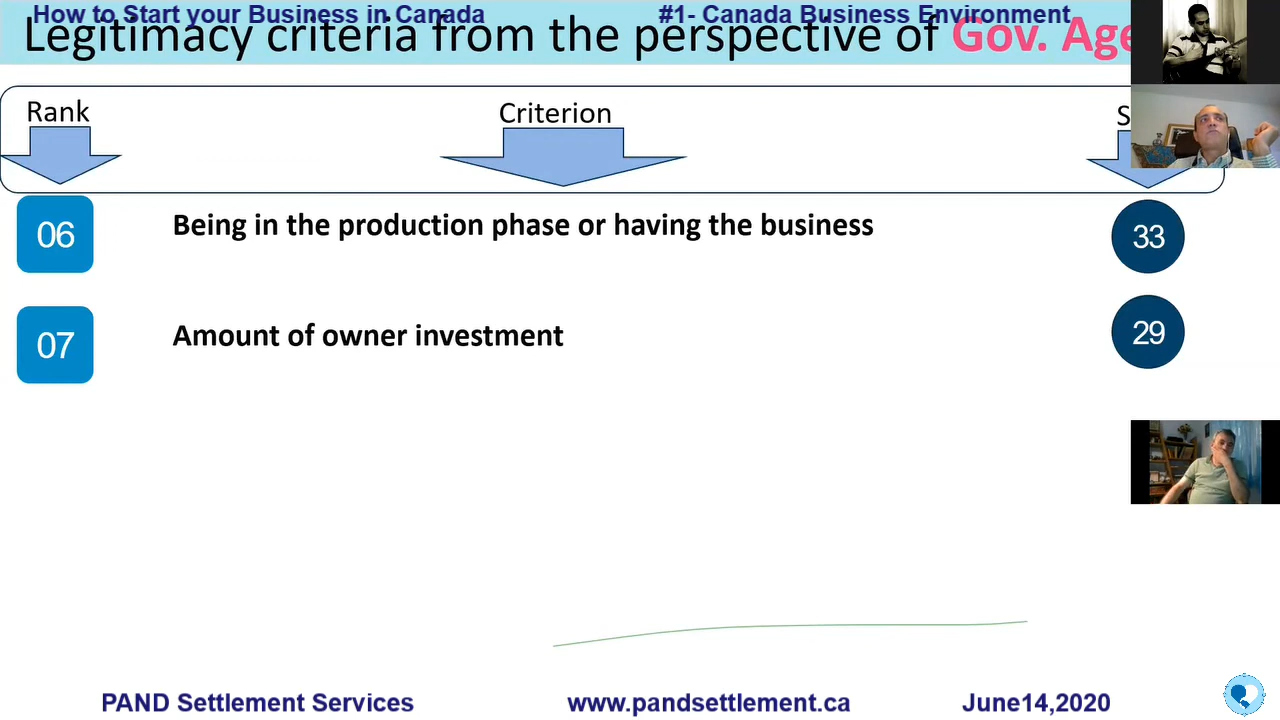 How to Start your Business in Canada #1- Canada Business Environment
Legitimacy criteria from the perspective of Gov. Age
Rank Criterion S
06 Being in the production phase or having the business 33
07 Amount of owner investment 29
PAND Settlement Services www.pandsettlement.ca June14,2020